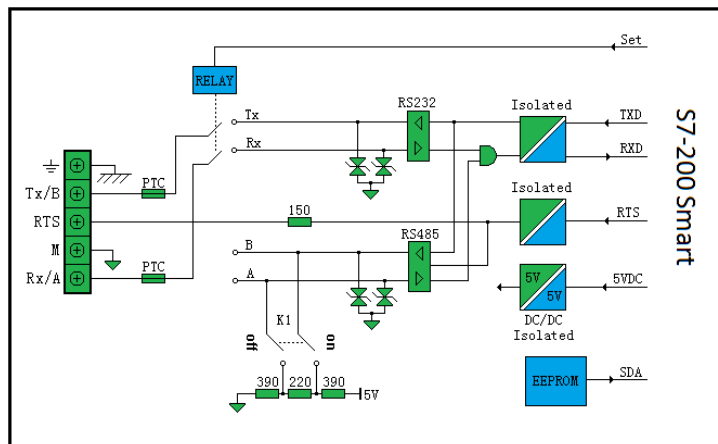 Set
RELAY
Tx
RS232
Isolated
TXD
Rx
RXD
Tx/B
PTC
Isolated
RTS
150
RTS
M
B
RS485
Rx/A
PTC
A
5V
5V
5VDC
DC/DC
Isolated
K1
off
on
390
220
390
5V
EEPROM
SDA
S7-200 Smart